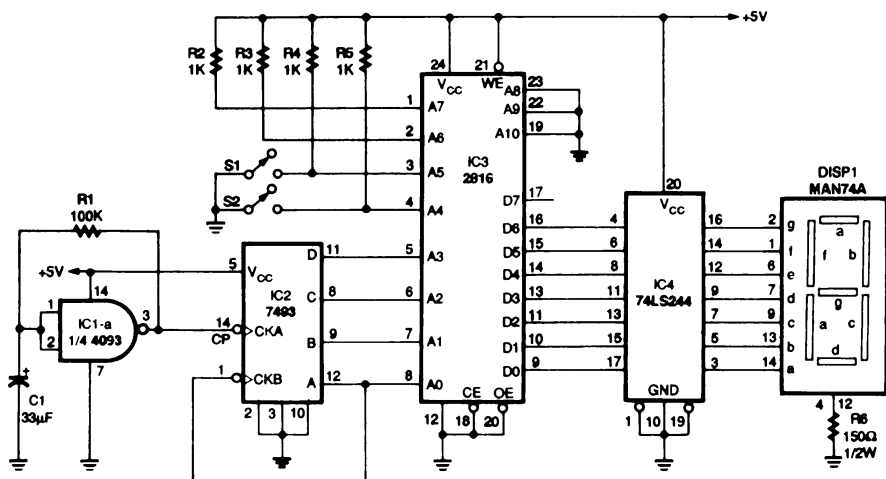 +5V
R2 1K
R3 1K
R4 1K
R5 1K
24
VCC
21
WE
1
A7
2
A6
S1
3
A5
S2
4
A4
A8
23
A9
22
A10
19
IC3
2816
D7
17
D6
16
D5
15
D4
14
D3
13
D2
11
D1
10
D0
9
5
A3
6
A2
7
A1
8
A0
CE
OE
12
18
20
R1
100K
+5V
14
1
2
IC1-a
1/4 4093
3
7
C1
33µF
+
5
VCC
IC2
7493
14
CP
CKA
1
CKB
D
11
C
8
B
9
A
12
2
3
10
20
VCC
IC4
74LS244
4
6
8
11
13
15
17
16
14
12
9
7
5
3
GND
1
10
19
DISP1
MAN74A
2
g
1
f
6
e
7
d
9
c
13
b
14
a
a
f
b
g
a
c
d
4
12
R6
150Ω
1/2W